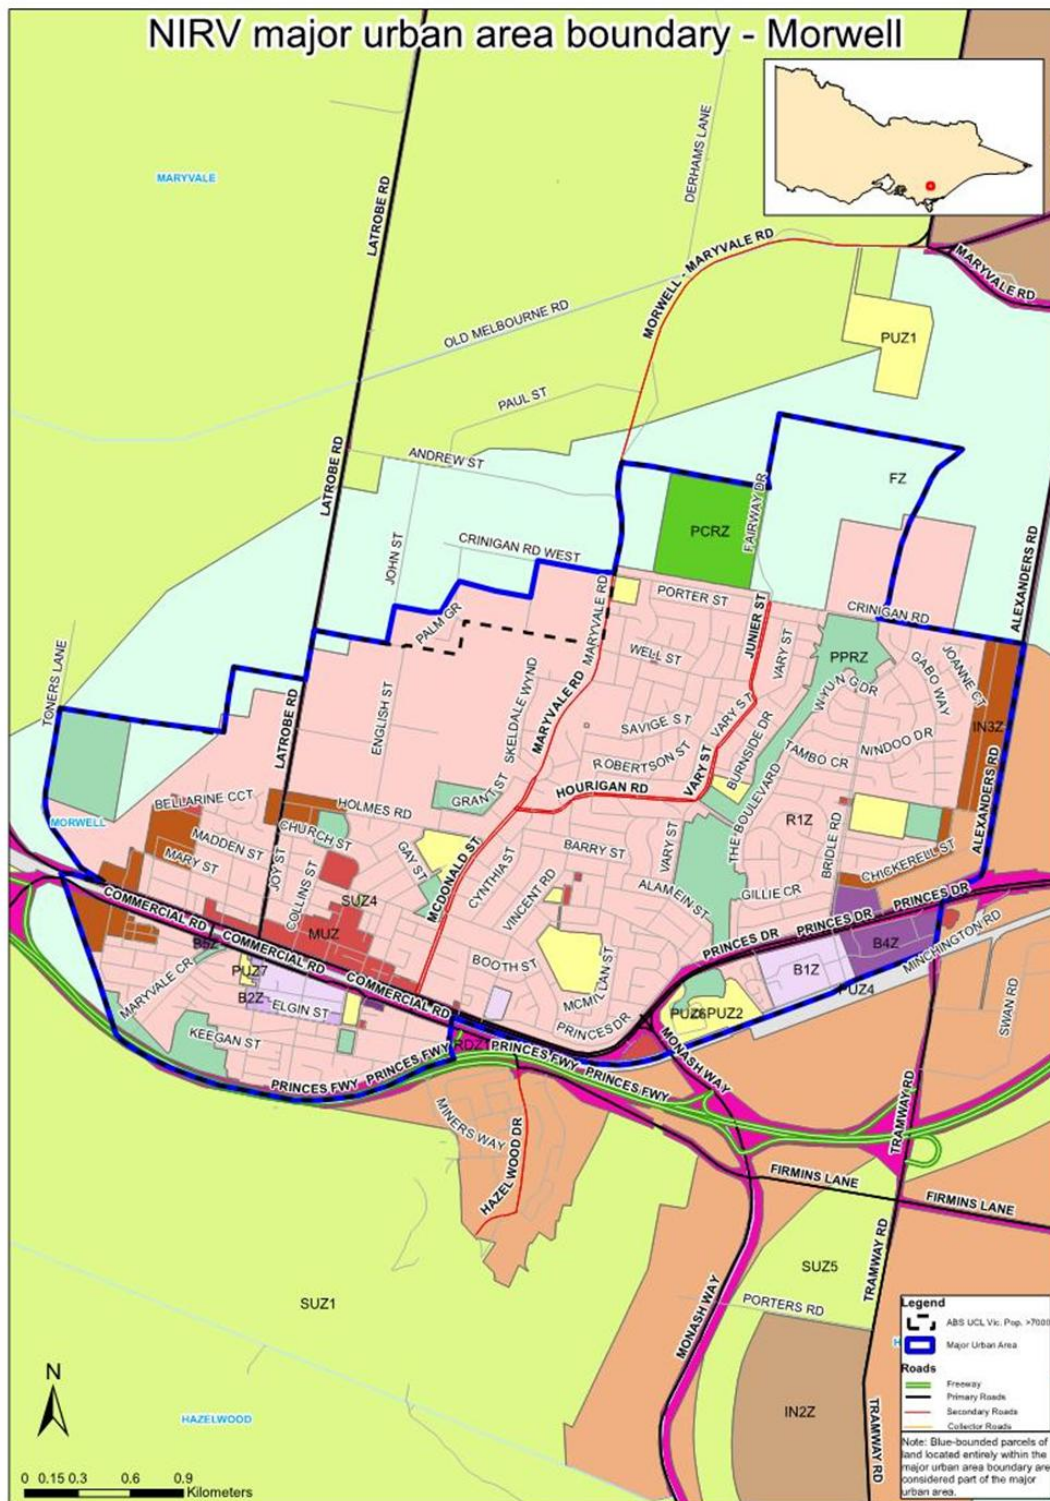 NIRV major urban area boundary - Morwell
DERHAMS LANE
MARYVALE
LATROBE RD
MORWELL - MARYVALE RD
MARYVALE RD
OLD MELBOURNE RD
PUZ1
PAUL ST
ANDREW ST
LATROBE RD
FZ
FAIRWAY DR
PCRZ
JOHN ST
CRINIGAN RD WEST
ALEXANDERS RD
PORTER ST
CRINIGAN RD
PALM GR
MARYVALE RD
JUNIER ST
VARY ST
WELL ST
PPRZ
GABO WAY
JOANNE CT
TONERS LANE
LATROBE RD
ENGLISH ST
SKELDALE WYND
MARYVALE RD
SAVIGE ST
VARY ST
WYUNG DR
NINDOO DR
IN3Z
ROBERTSON ST
VARY ST
BURNSIDE DR
TAMBO CR
ALEXANDERS RD
HOURIGAN RD
GRANT ST
BELLARINE CCT
HOLMES RD
THE BOULEVARD
R1Z
BRIDLE RD
MORWELL
MADDEN ST
CHURCH ST
MARY ST
JOY ST
COLLINS ST
GAY ST
MCDONALD ST
CYNTHIA ST
BARRY ST
VARY ST
CHICKERELL ST
VINCENT RD
ALAMEIN ST
GILLIE CR
SUZ4
COMMERCIAL RD
COMMERCIAL RD
COMMERCIAL RD
MUZ
PRINCES DR
PRINCES DR
PRINCES DR
B4Z
MINCHINGTON RD
B1Z
PUZ4
PUZ7
B2Z
MARYVALE CR
ELGIN ST
BOOTH ST
MCMILLAN ST
PRINCES DR
PUZ2
SWAN RD
KEEGAN ST
RDZ1
PRINCES FWY
PRINCES FWY
PRINCES FWY
PRINCES FWY
MONASH WAY
MINERS WAY
HAZELWOOD DR
TRAMWAY RD
FIRMINS LANE
FIRMINS LANE
TRAMWAY RD
SUZ5
SUZ1
MONASH WAY
PORTERS RD
IN2Z
TRAMWAY RD
HAZELWOOD
N
0 0.15 0.3 0.6 0.9
Kilometers
Legend
ABS UCL Vic. Pop. >7000
Major Urban Area
Roads
Freeway
Primary Roads
Secondary Roads
Collector Roads
Note: Blue-bounded parcels of
land located entirely within the
major urban area boundary are
considered part of the major
urban area.